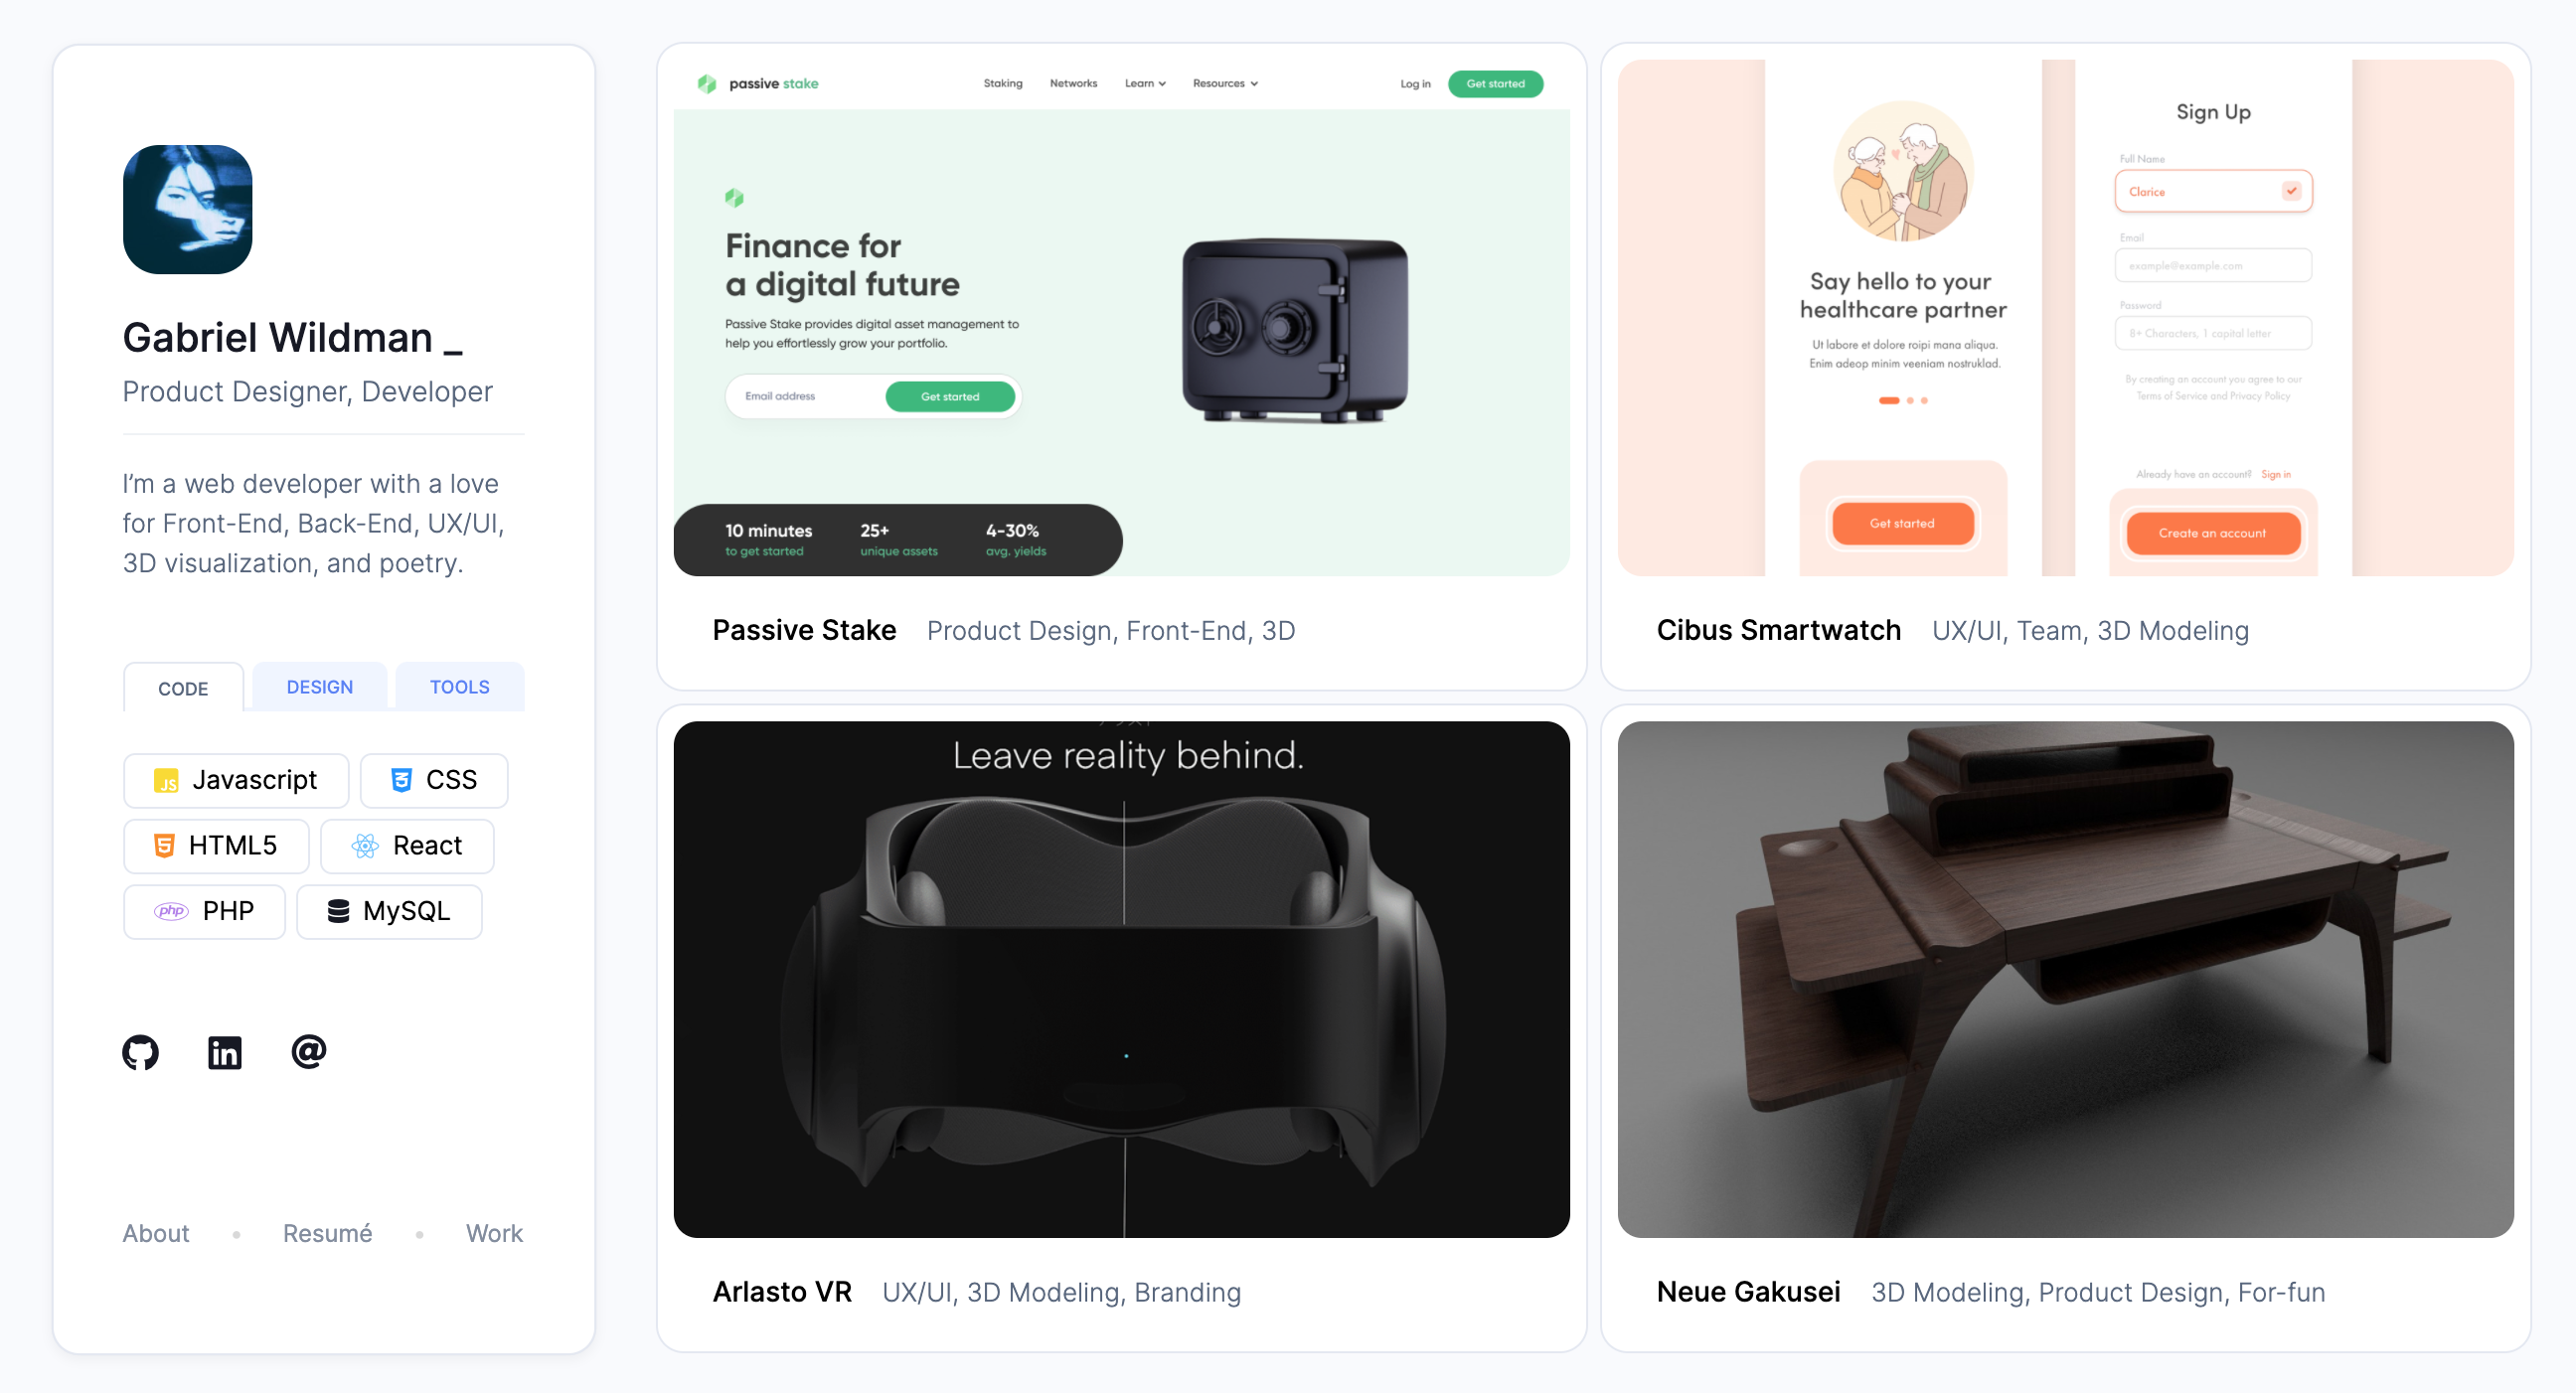 Gabriel Wildman _
Product Designer, Developer
I’m a web developer with a love
for Front-End, Back-End, UX/UI,
3D visualization, and poetry.
CODE
DESIGN
TOOLS
JS Javascript
CSS
HTML5
React
php PHP
MySQL
in
@
About • Resumé • Work
passive stake
Staking
Networks
Learn
Resources
Log in
Get started
Finance for
a digital future
Passive Stake provides digital asset management to
help you effortlessly grow your portfolio.
Email address
Get started
10 minutes
to get started
25+
unique assets
4-30%
avg. yields
Passive Stake Product Design, Front-End, 3D
Say hello to your
healthcare partner
Ut labore et dolore roipi mana aliqua.
Enim adeop minim veeniam nostruklad.
Get started
Sign Up
Full Name
Clarice
Email
example@example.com
Password
8+ Characters, 1 capital letter
By creating an account you agree to our
Terms of Service and Privacy Policy
Already have an account? Sign in
Create an account
Cibus Smartwatch UX/UI, Team, 3D Modeling
Leave reality behind.
Arlasto VR UX/UI, 3D Modeling, Branding
Neue Gakusei 3D Modeling, Product Design, For-fun